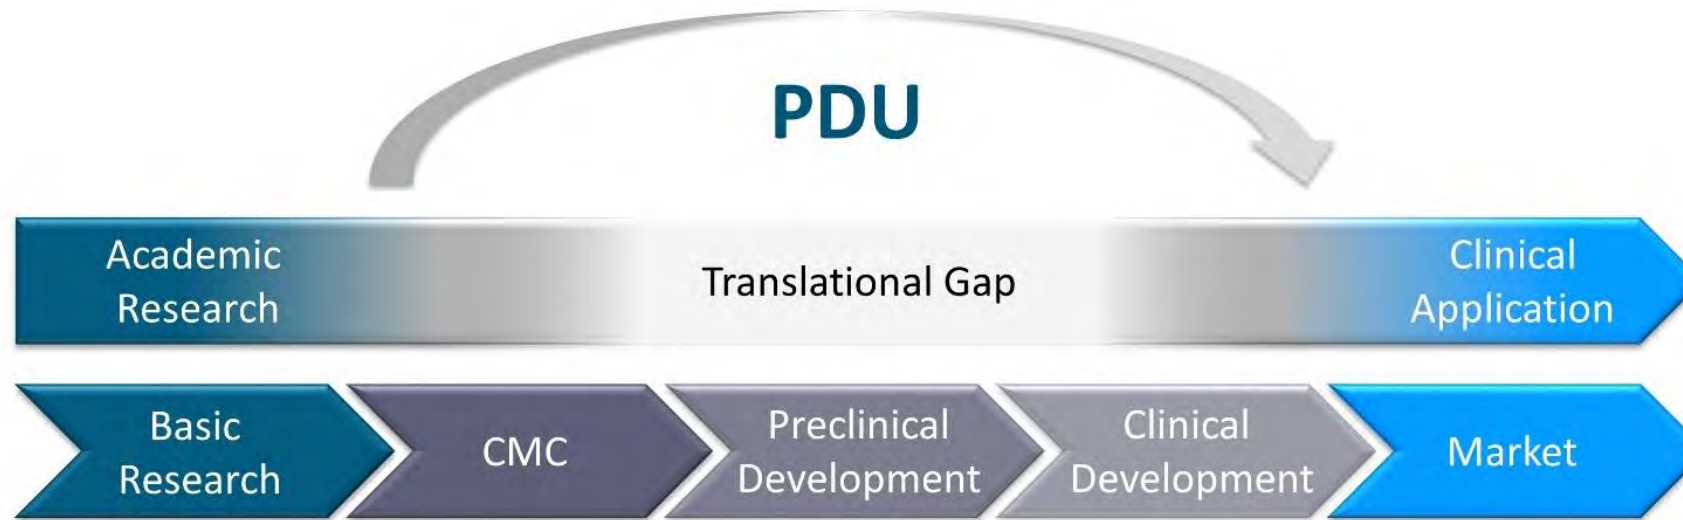 PDU
Academic
Research
Translational Gap
Clinical
Application
Basic
Research
CMC
Preclinical
Development
Clinical
Development
Market